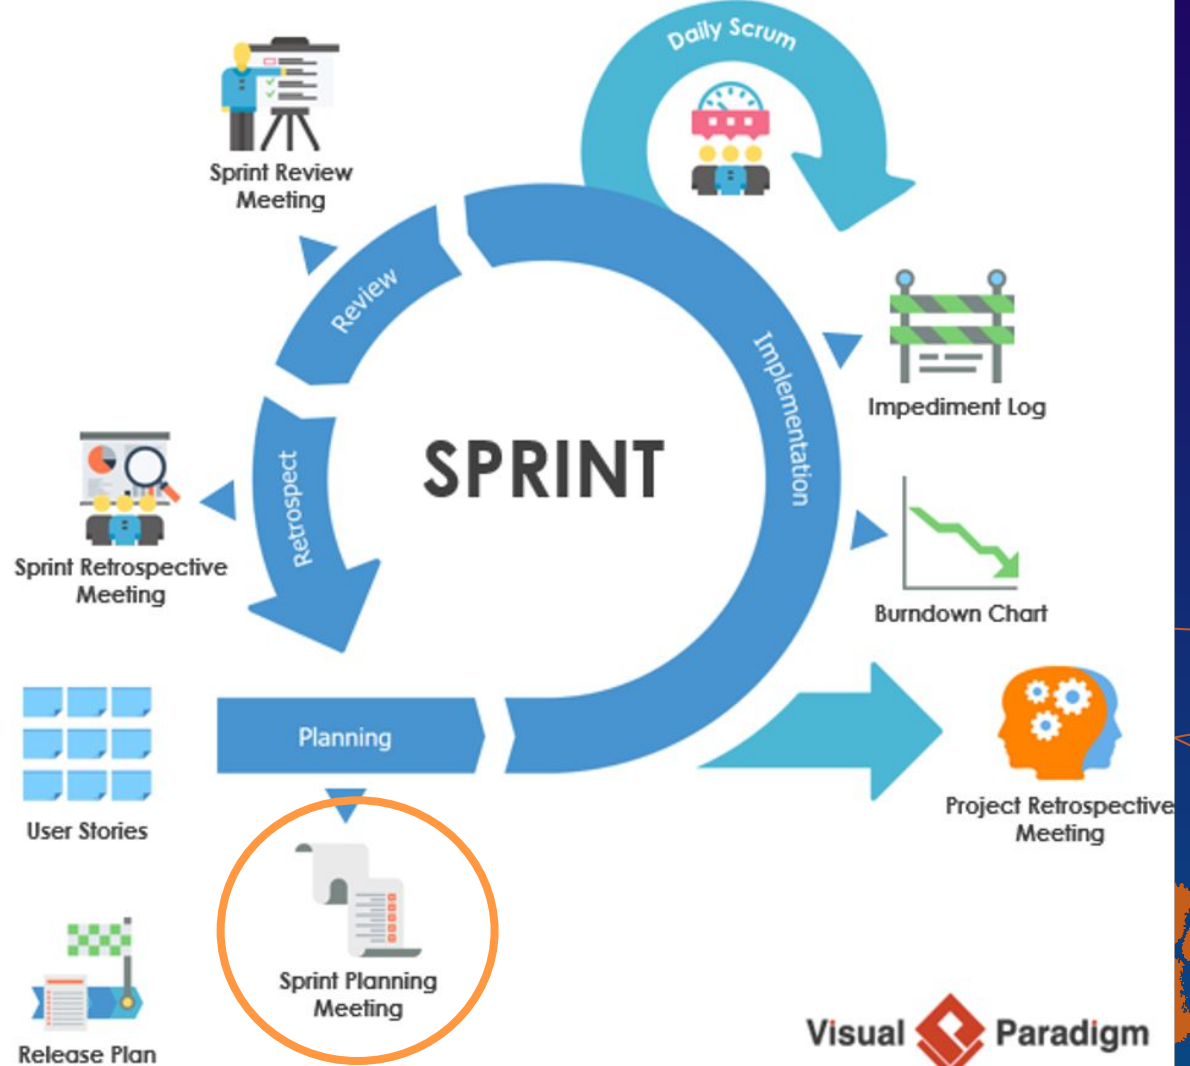 Daily Scrum
Sprint Review
Meeting
Review
Implementation
Impediment Log
SPRINT
Retrospect
Sprint Retrospective
Meeting
Burndown Chart
Planning
User Stories
Project Retrospective
Meeting
Sprint Planning
Meeting
Release Plan
Visual Paradigm